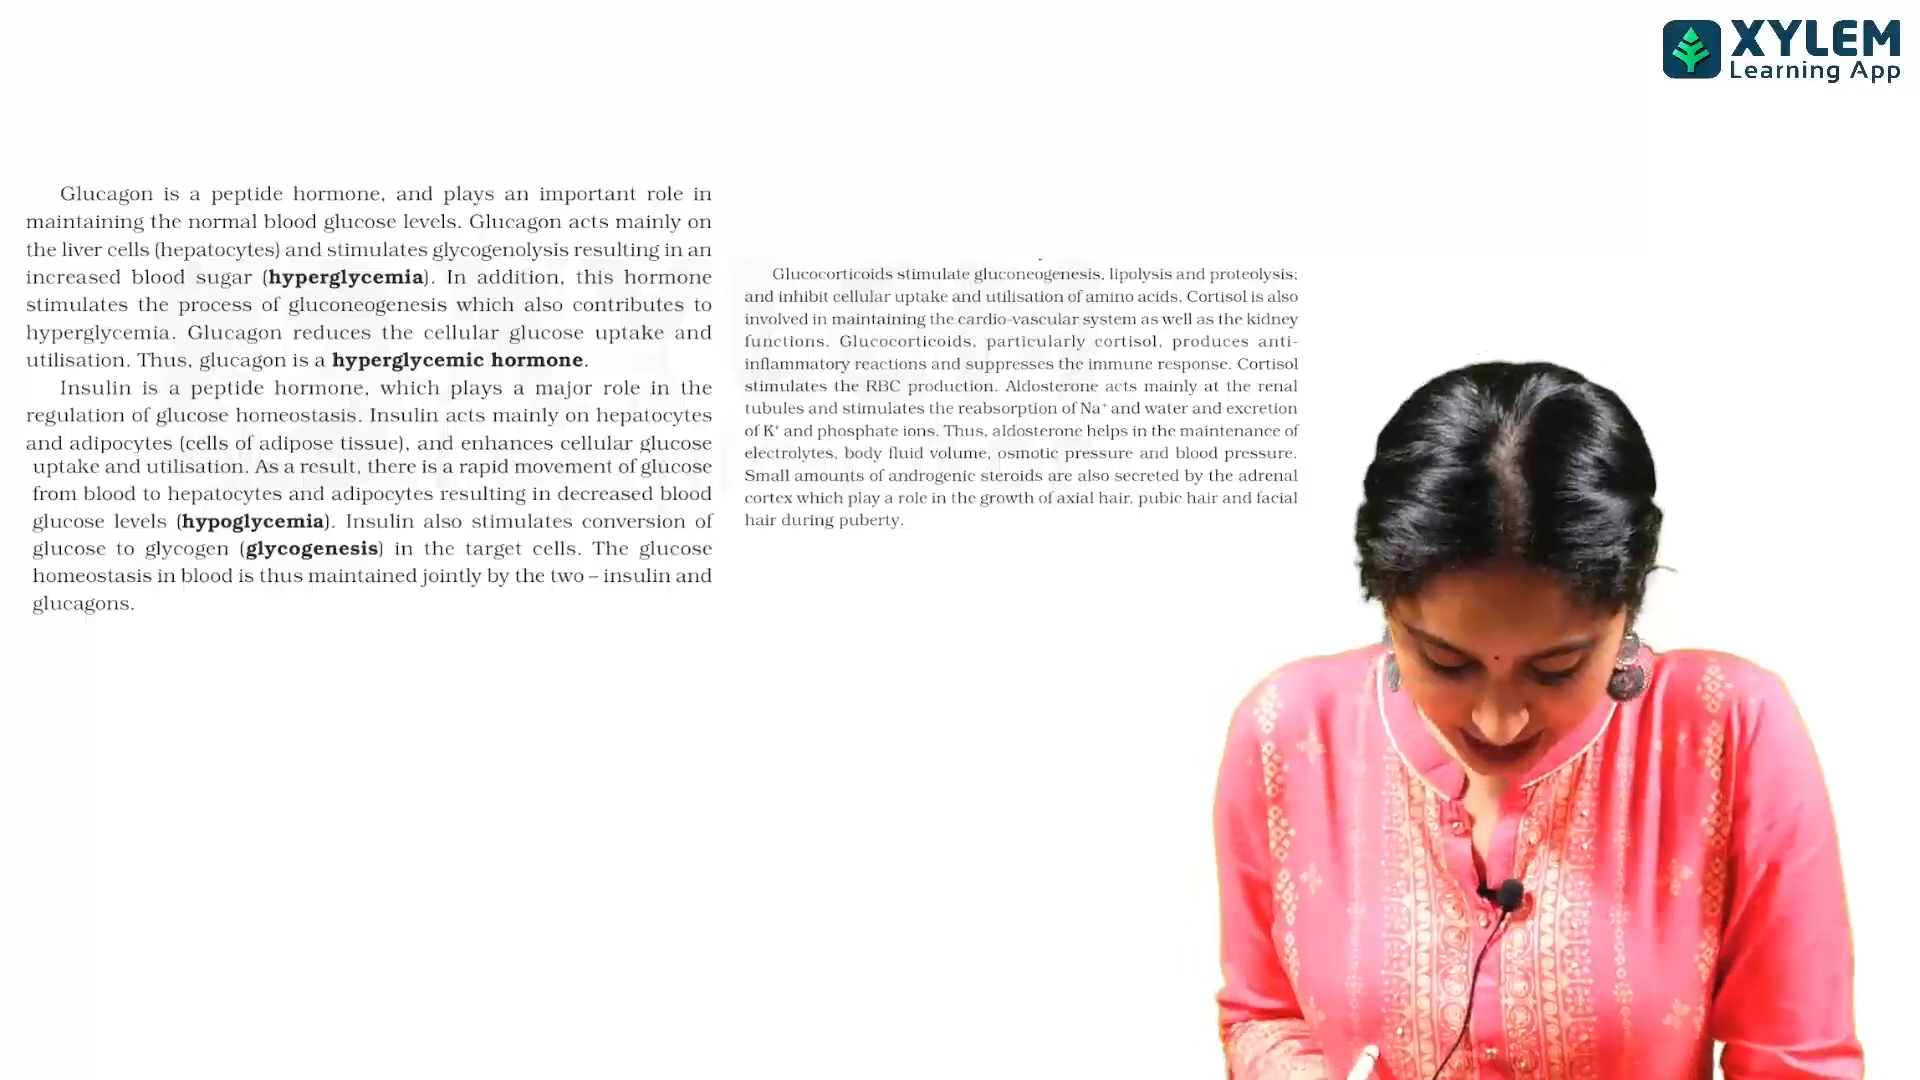 XYLEM
Learning App
Glucagon is a peptide hormone, and plays an important role in
maintaining the normal blood glucose levels. Glucagon acts mainly on
the liver cells (hepatocytes) and stimulates glycogenolysis resulting in an
increased blood sugar (hyperglycemia). In addition, this hormone
stimulates the process of gluconeogenesis which also contributes to
hyperglycemia. Glucagon reduces the cellular glucose uptake and
utilisation. Thus, glucagon is a hyperglycemic hormone.
Insulin is a peptide hormone, which plays a major role in the
regulation of glucose homeostasis. Insulin acts mainly on hepatocytes
and adipocytes (cells of adipose tissue), and enhances cellular glucose
uptake and utilisation. As a result, there is a rapid movement of glucose
from blood to hepatocytes and adipocytes resulting in decreased blood
glucose levels (hypoglycemia). Insulin also stimulates conversion of
glucose to glycogen (glycogenesis) in the target cells. The glucose
homeostasis in blood is thus maintained jointly by the two – insulin and
glucagons.
Glucocorticoids stimulate gluconeogenesis, lipolysis and proteolysis;
and inhibit cellular uptake and utilisation of amino acids. Cortisol is also
involved in maintaining the cardio-vascular system as well as the kidney
functions. Glucocorticoids, particularly cortisol, produces anti-
inflammatory reactions and suppresses the immune response. Cortisol
stimulates the RBC production. Aldosterone acts mainly at the renal
tubules and stimulates the reabsorption of Na⁺ and water and excretion
of K⁺ and phosphate ions. Thus, aldosterone helps in the maintenance of
electrolytes, body fluid volume, osmotic pressure and blood pressure.
Small amounts of androgenic steroids are also secreted by the adrenal
cortex which play a role in the growth of axial hair, pubic hair and facial
hair during puberty.